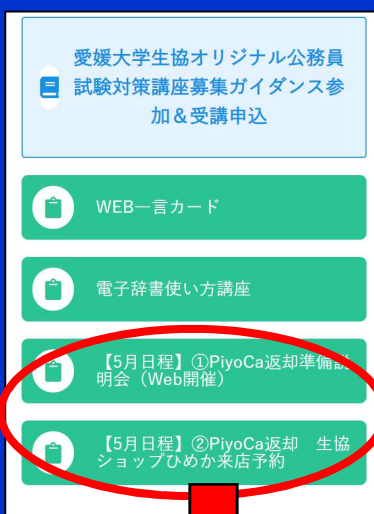 愛媛大学生協オリジナル公務員
試験対策講座募集ガイダンス参
加＆受講申込
WEB一言カード
電子辞書使い方講座
【5月日程】①PiyoCa返却準備説
明会（Web開催）
【5月日程】②PiyoCa返却　生協
ショップひめか来店予約